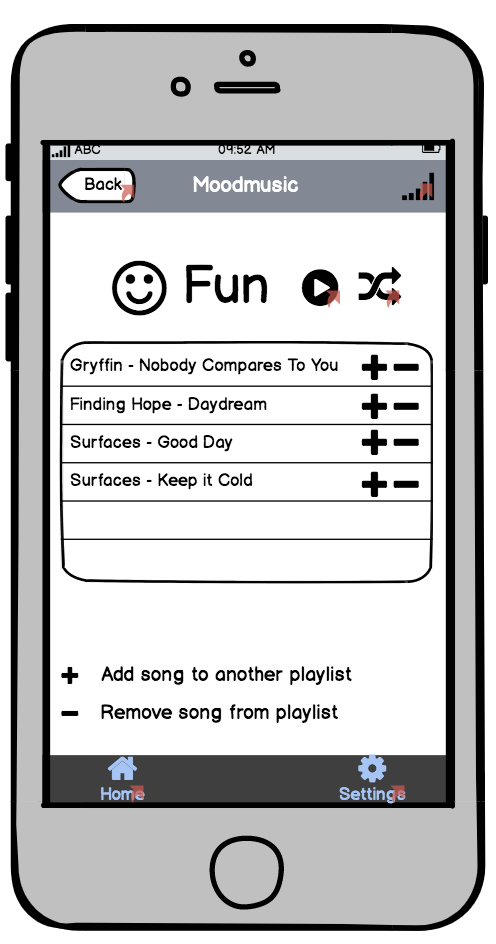 ABC 09:52 AM
Back Moodmusic
Fun
Gryffin - Nobody Compares To You
Finding Hope - Daydream
Surfaces - Good Day
Surfaces - Keep it Cold
+ Add song to another playlist
− Remove song from playlist
Home Settings